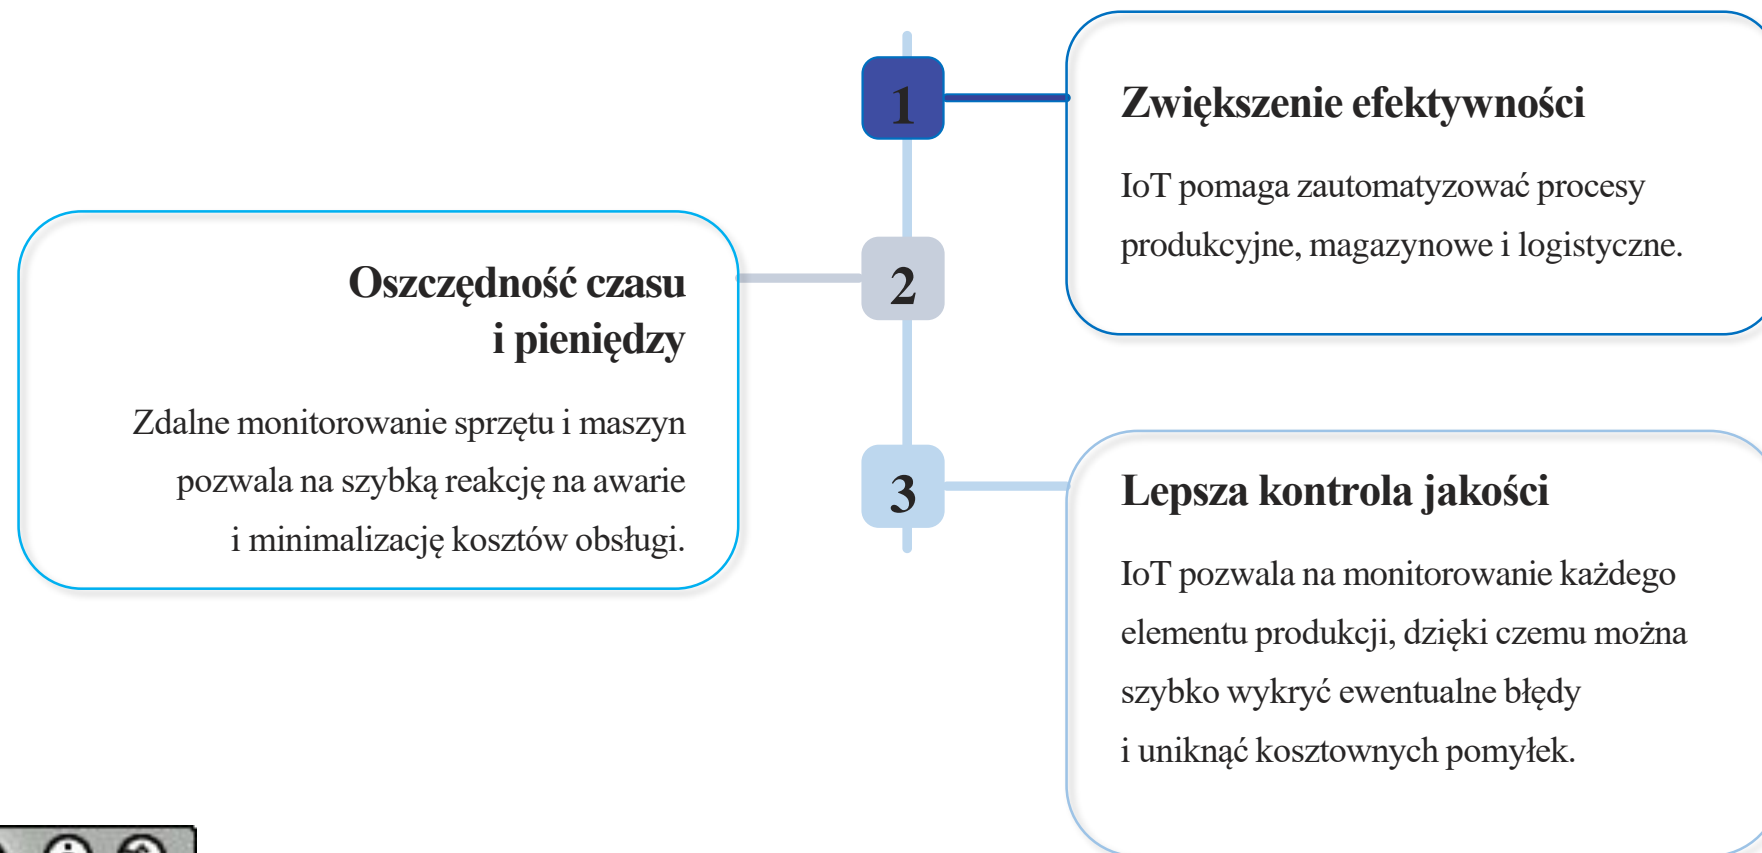 1
Zwiększenie efektywności
IoT pomaga zautomatyzować procesy
produkcyjne, magazynowe i logistyczne.
2
Oszczędność czasu
i pieniędzy
Zdalne monitorowanie sprzętu i maszyn
pozwala na szybką reakcję na awarie
i minimalizację kosztów obsługi.
3
Lepsza kontrola jakości
IoT pozwala na monitorowanie każdego
elementu produkcji, dzięki czemu można
szybko wykryć ewentualne błędy
i uniknąć kosztownych pomyłek.